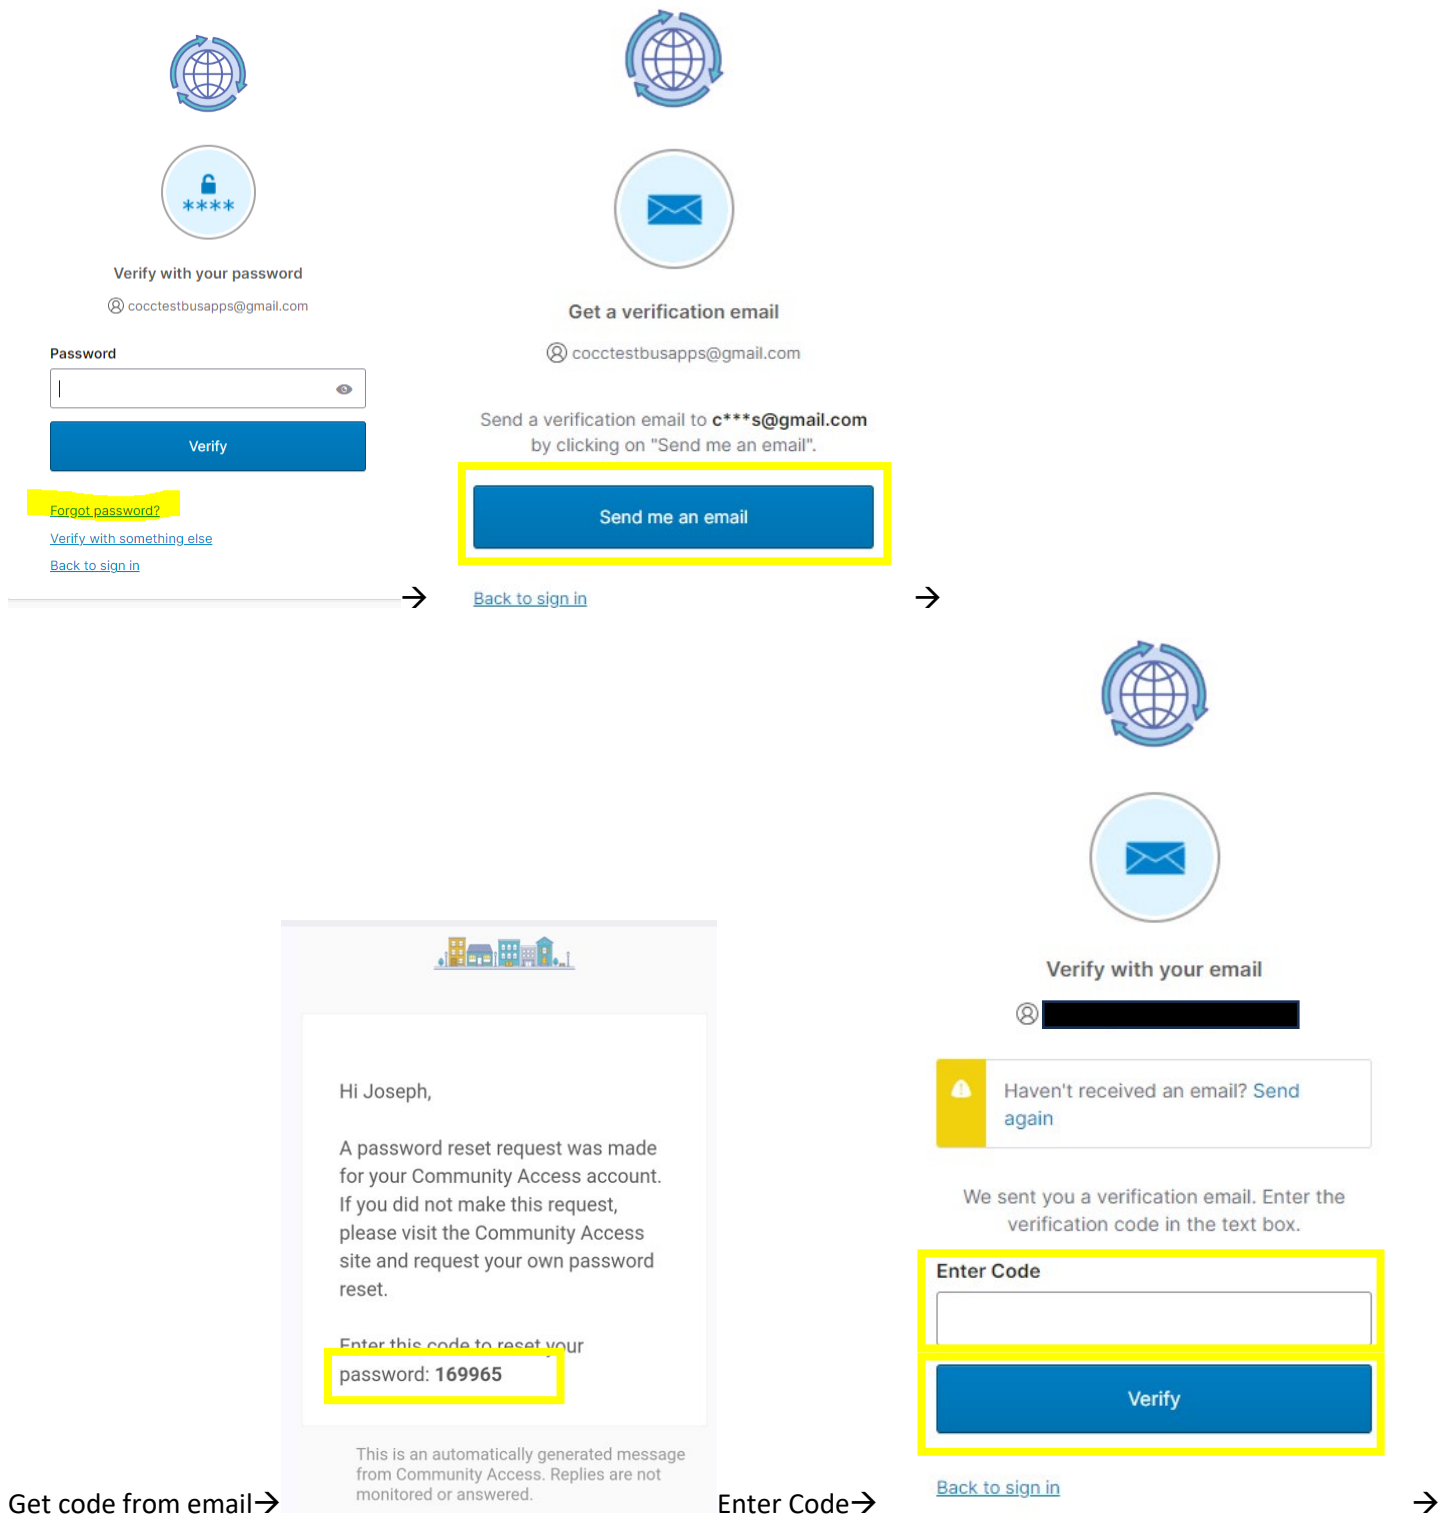 ****
Verify with your password
cocctestbusapps@gmail.com
Password
Verify
Forgot password?
Verify with something else
Back to sign in
→
Get a verification email
cocctestbusapps@gmail.com
Send a verification email to c***s@gmail.com
by clicking on "Send me an email".
Send me an email
Back to sign in
→
Get code from email→
Hi Joseph,
A password reset request was made
for your Community Access account.
If you did not make this request,
please visit the Community Access
site and request your own password
reset.
Enter this code to reset your
password: 169965
This is an automatically generated message
from Community Access. Replies are not
monitored or answered.
Enter Code→
Verify with your email
Haven't received an email? Send
again
We sent you a verification email. Enter the
verification code in the text box.
Enter Code
Verify
Back to sign in
→